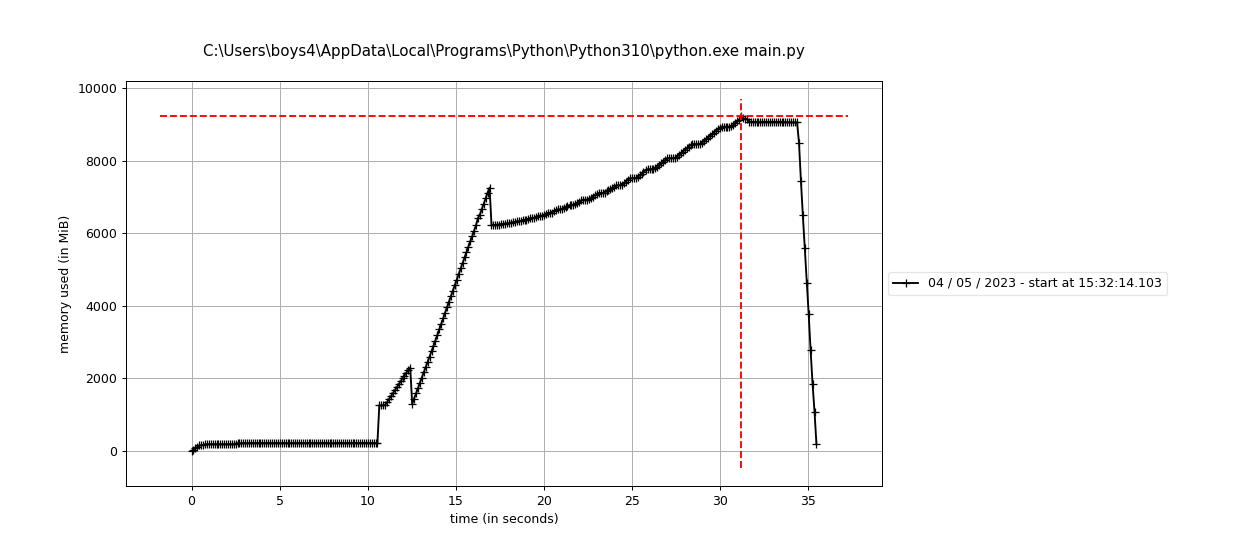 C:\Users\boys4\AppData\Local\Programs\Python\Python310\python.exe main.py
10000
8000
6000
4000
2000
0
memory used (in MiB)
0 5 10 15 20 25 30 35
time (in seconds)
04 / 05 / 2023 - start at 15:32:14.103